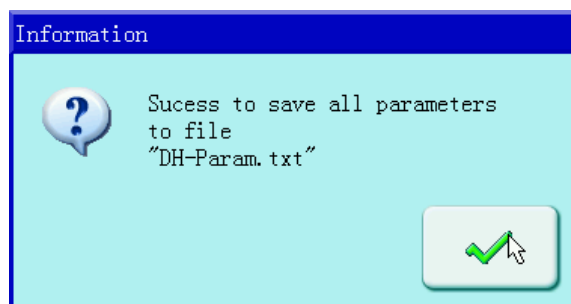 Information
Sucess to save all parameters
to file
"DH-Param.txt"